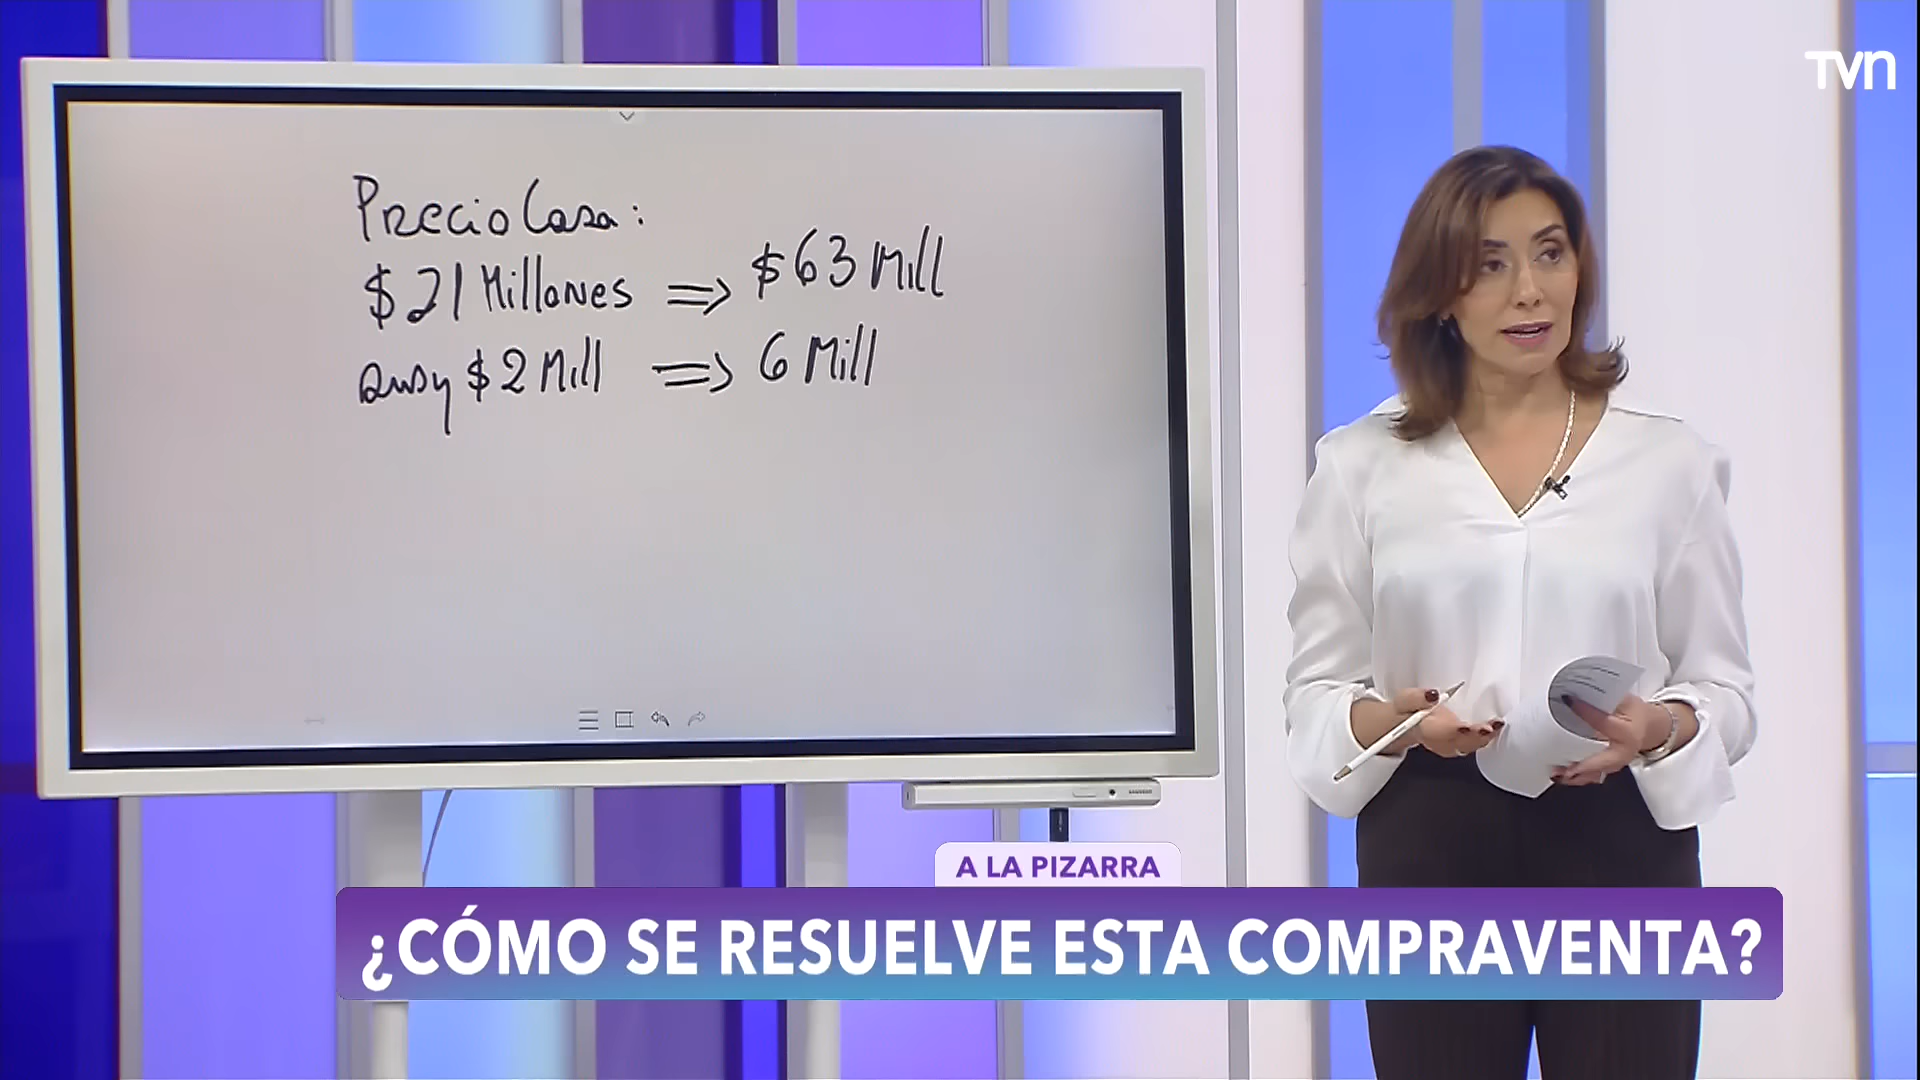 TVN
Precio Casa:
$21 Millones ⇒ $63 Mill
$2 Mill ⇒ 6 Mill
A LA PIZARRA
¿CÓMO SE RESUELVE ESTA COMPRAVENTA?